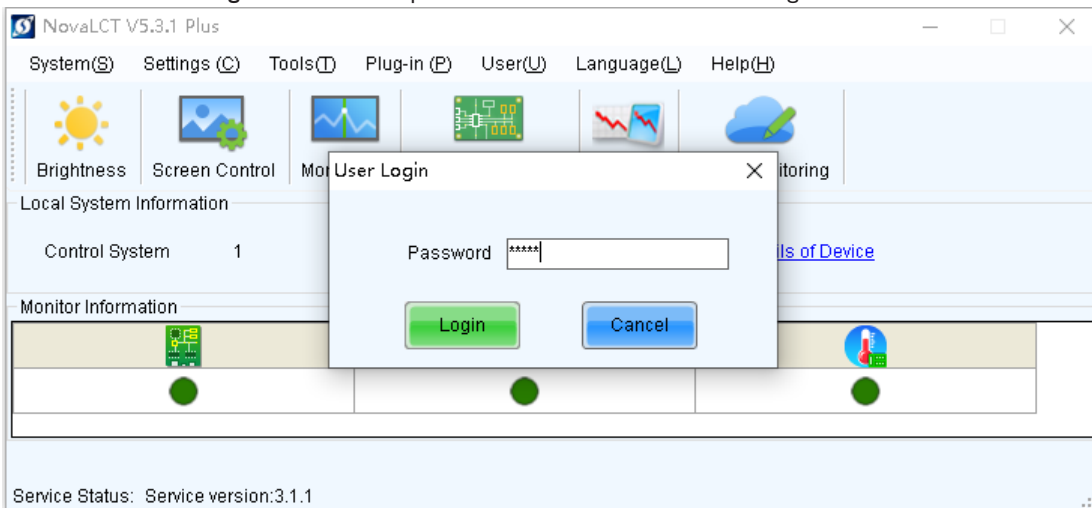 NovaLCT V5.3.1 Plus
System(S) Settings (C) Tools(T) Plug-in (P) User(U) Language(L) Help(H)
Brightness Screen Control Mor itoring
User Login
Local System Information
Control System 1 ils of Device
Password *****
Monitor Information
Login Cancel
Service Status: Service version:3.1.1